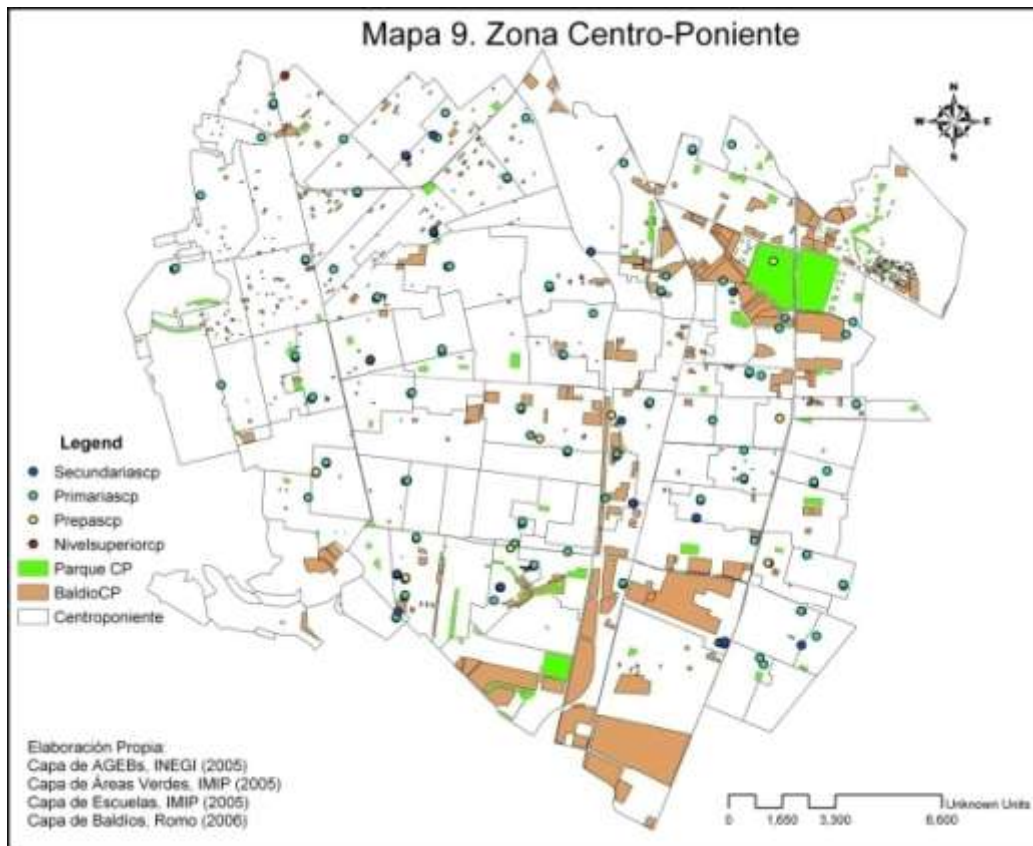 Mapa 9. Zona Centro-Poniente
N
W E
S
Legend
Secundariascp
Primariascp
Prepascp
Nivelsuperiorcp
Parque CP
BaldioCP
Centroponiente
Elaboración Propia
Capa de AGEBs, INEGI (2005)
Capa de Áreas Verdes, IMIP (2005)
Capa de Escuelas, IMIP (2005)
Capa de Baldíos, Romo (2006)
Unknown Units
0 1,650 3,300 6,600